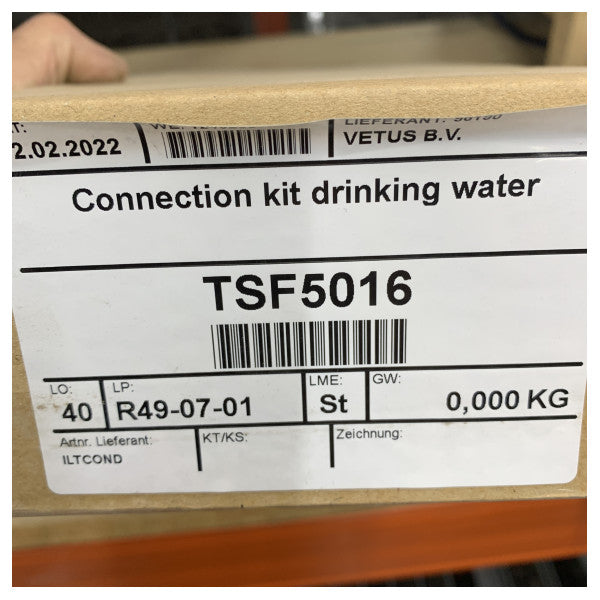 2.02.2022
VETUS B.V.
Connection kit drinking water
TSF5016
LO: LP: LME: GW:
40 R49-07-01 St 0,000 KG
Artnr. Lieferant: KT/KS: Zeichnung:
ILTCOND